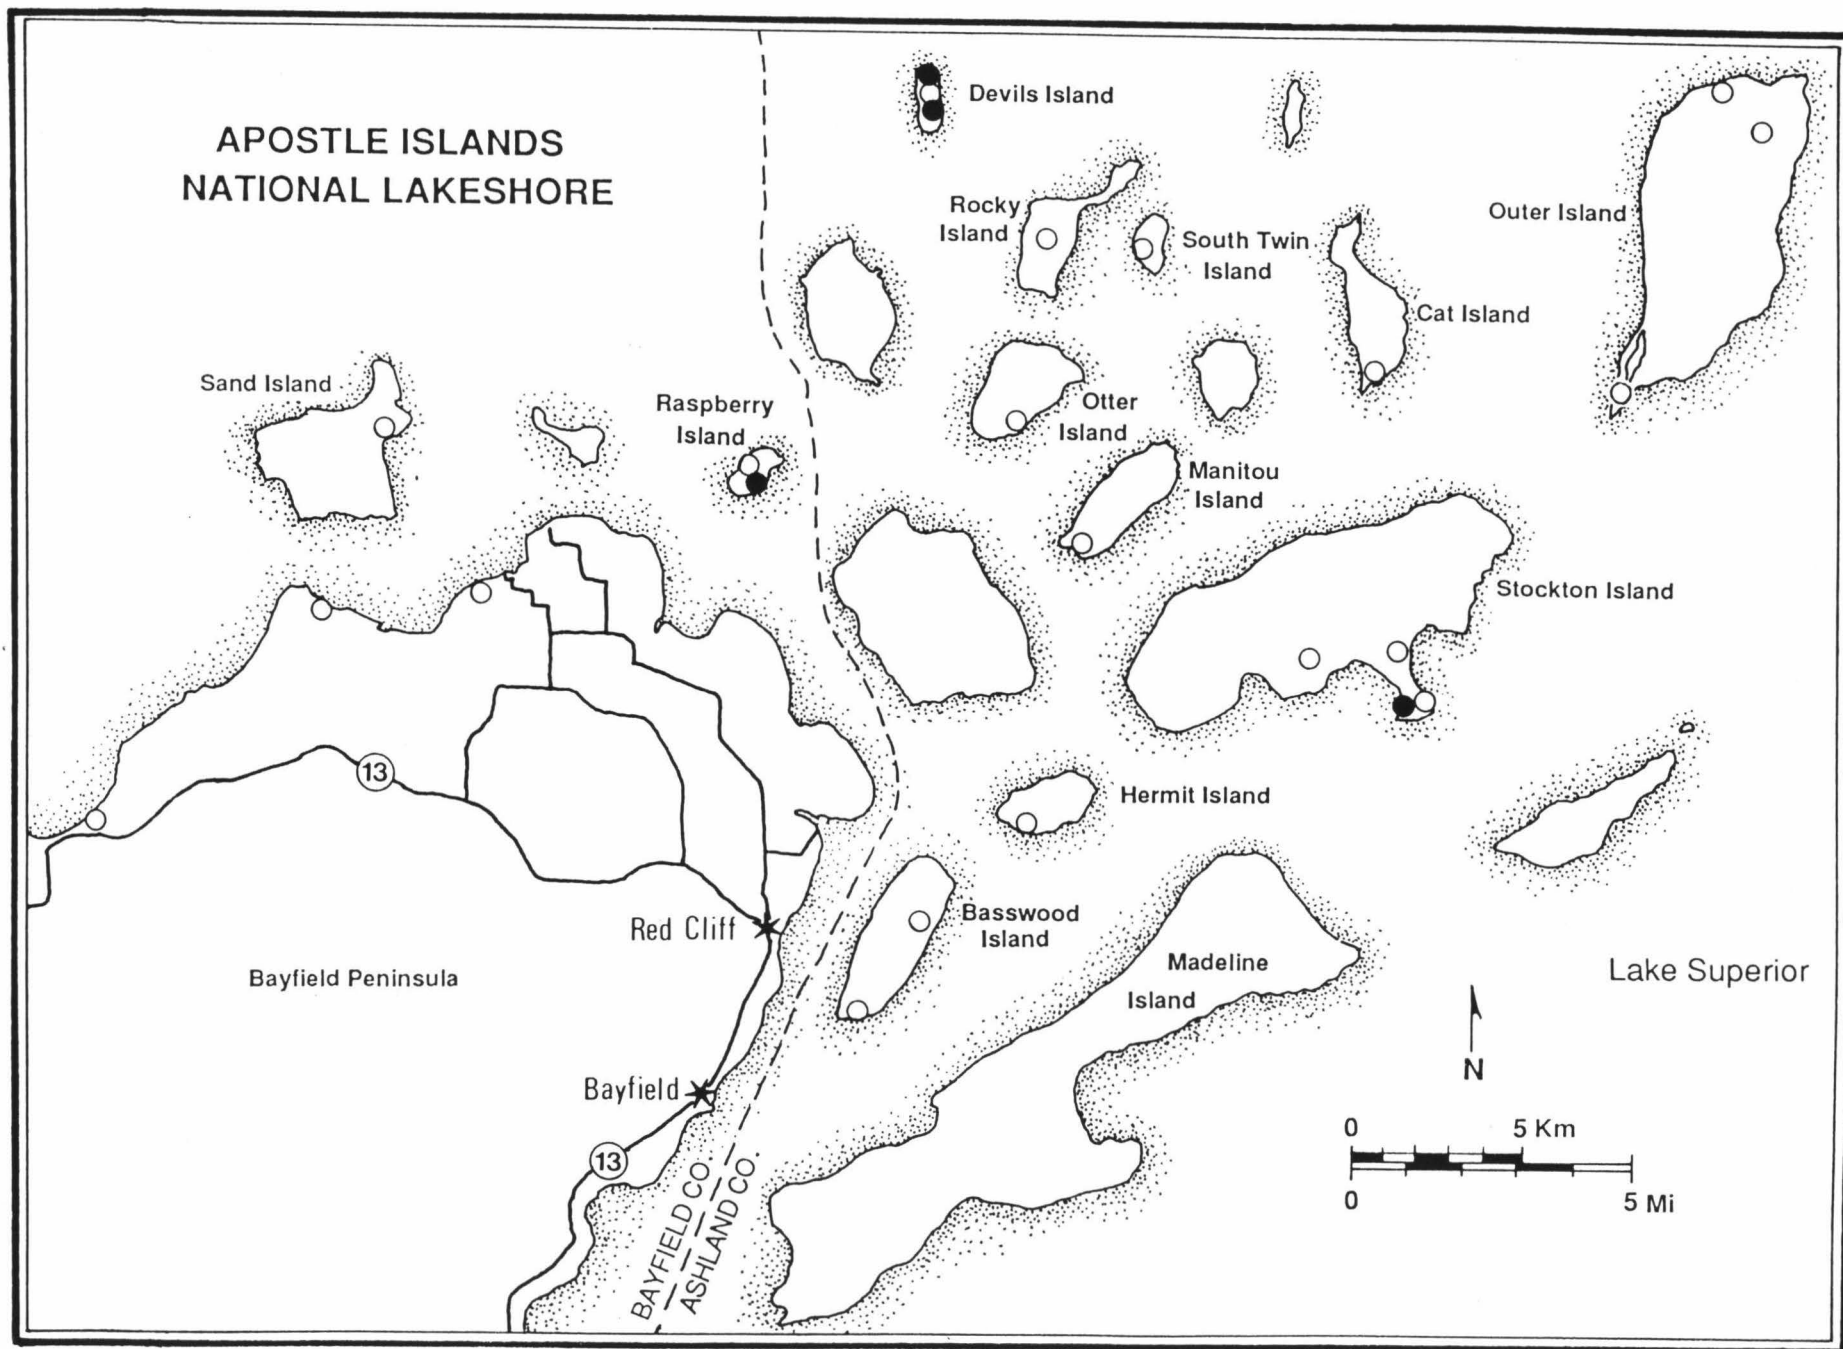 APOSTLE ISLANDS
NATIONAL LAKESHORE
Devils Island
Rocky
Island
South Twin
Island
Outer Island
Cat Island
Sand Island
Raspberry
Island
Otter
Island
Manitou
Island
Stockton Island
13
Hermit Island
Red Cliff
Basswood
Island
Madeline
Island
Lake Superior
Bayfield Peninsula
N
Bayfield
13
BAYFIELD CO.
ASHLAND CO.
0 5 Km
0 5 Mi